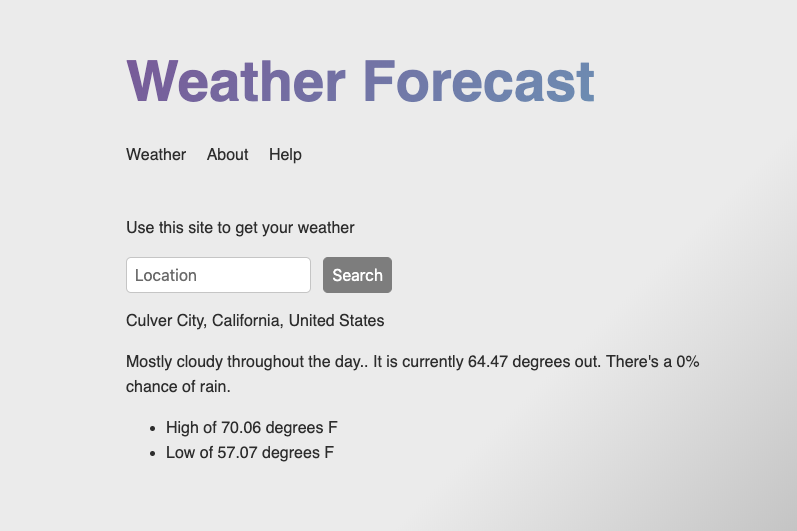 Weather Forecast
Weather About Help
Use this site to get your weather
Location Search
Culver City, California, United States
Mostly cloudy throughout the day.. It is currently 64.47 degrees out. There's a 0%
chance of rain.
• High of 70.06 degrees F
• Low of 57.07 degrees F